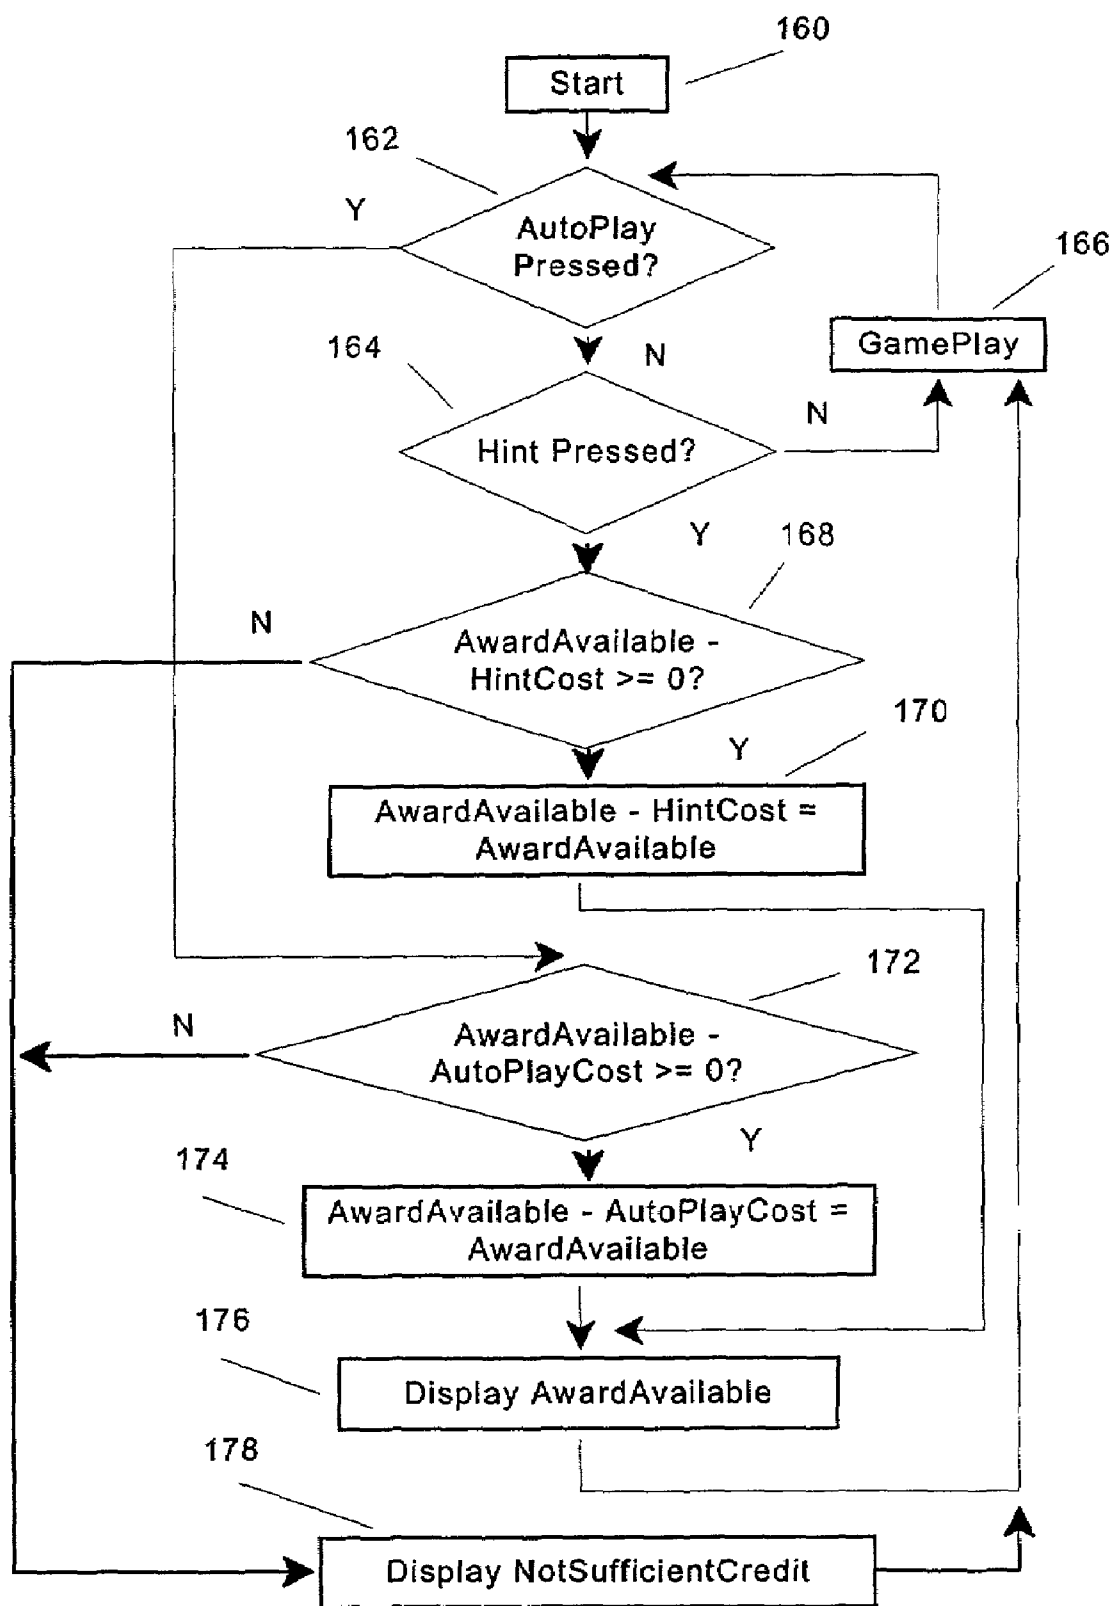 160
Start
162
Y
AutoPlay
Pressed?
166
GamePlay
164
N
N
Hint Pressed?
Y
168
N
AwardAvailable -
HintCost >= 0?
170
Y
AwardAvailable - HintCost =
AwardAvailable
172
N
AwardAvailable -
AutoPlayCost >= 0?
Y
174
AwardAvailable - AutoPlayCost =
AwardAvailable
176
Display AwardAvailable
178
Display NotSufficientCredit